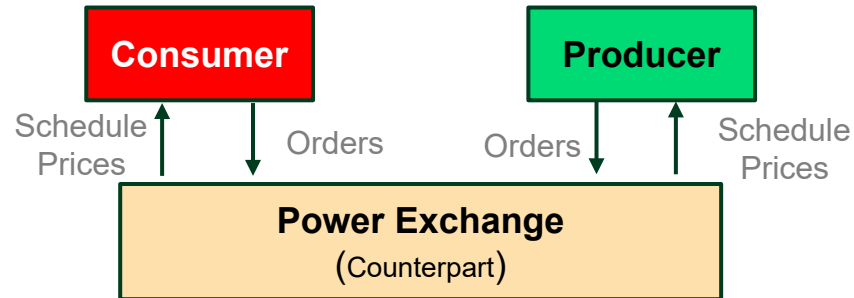 Consumer
Producer
Schedule
Prices
Orders
Orders
Schedule
Prices
Power Exchange
(Counterpart)